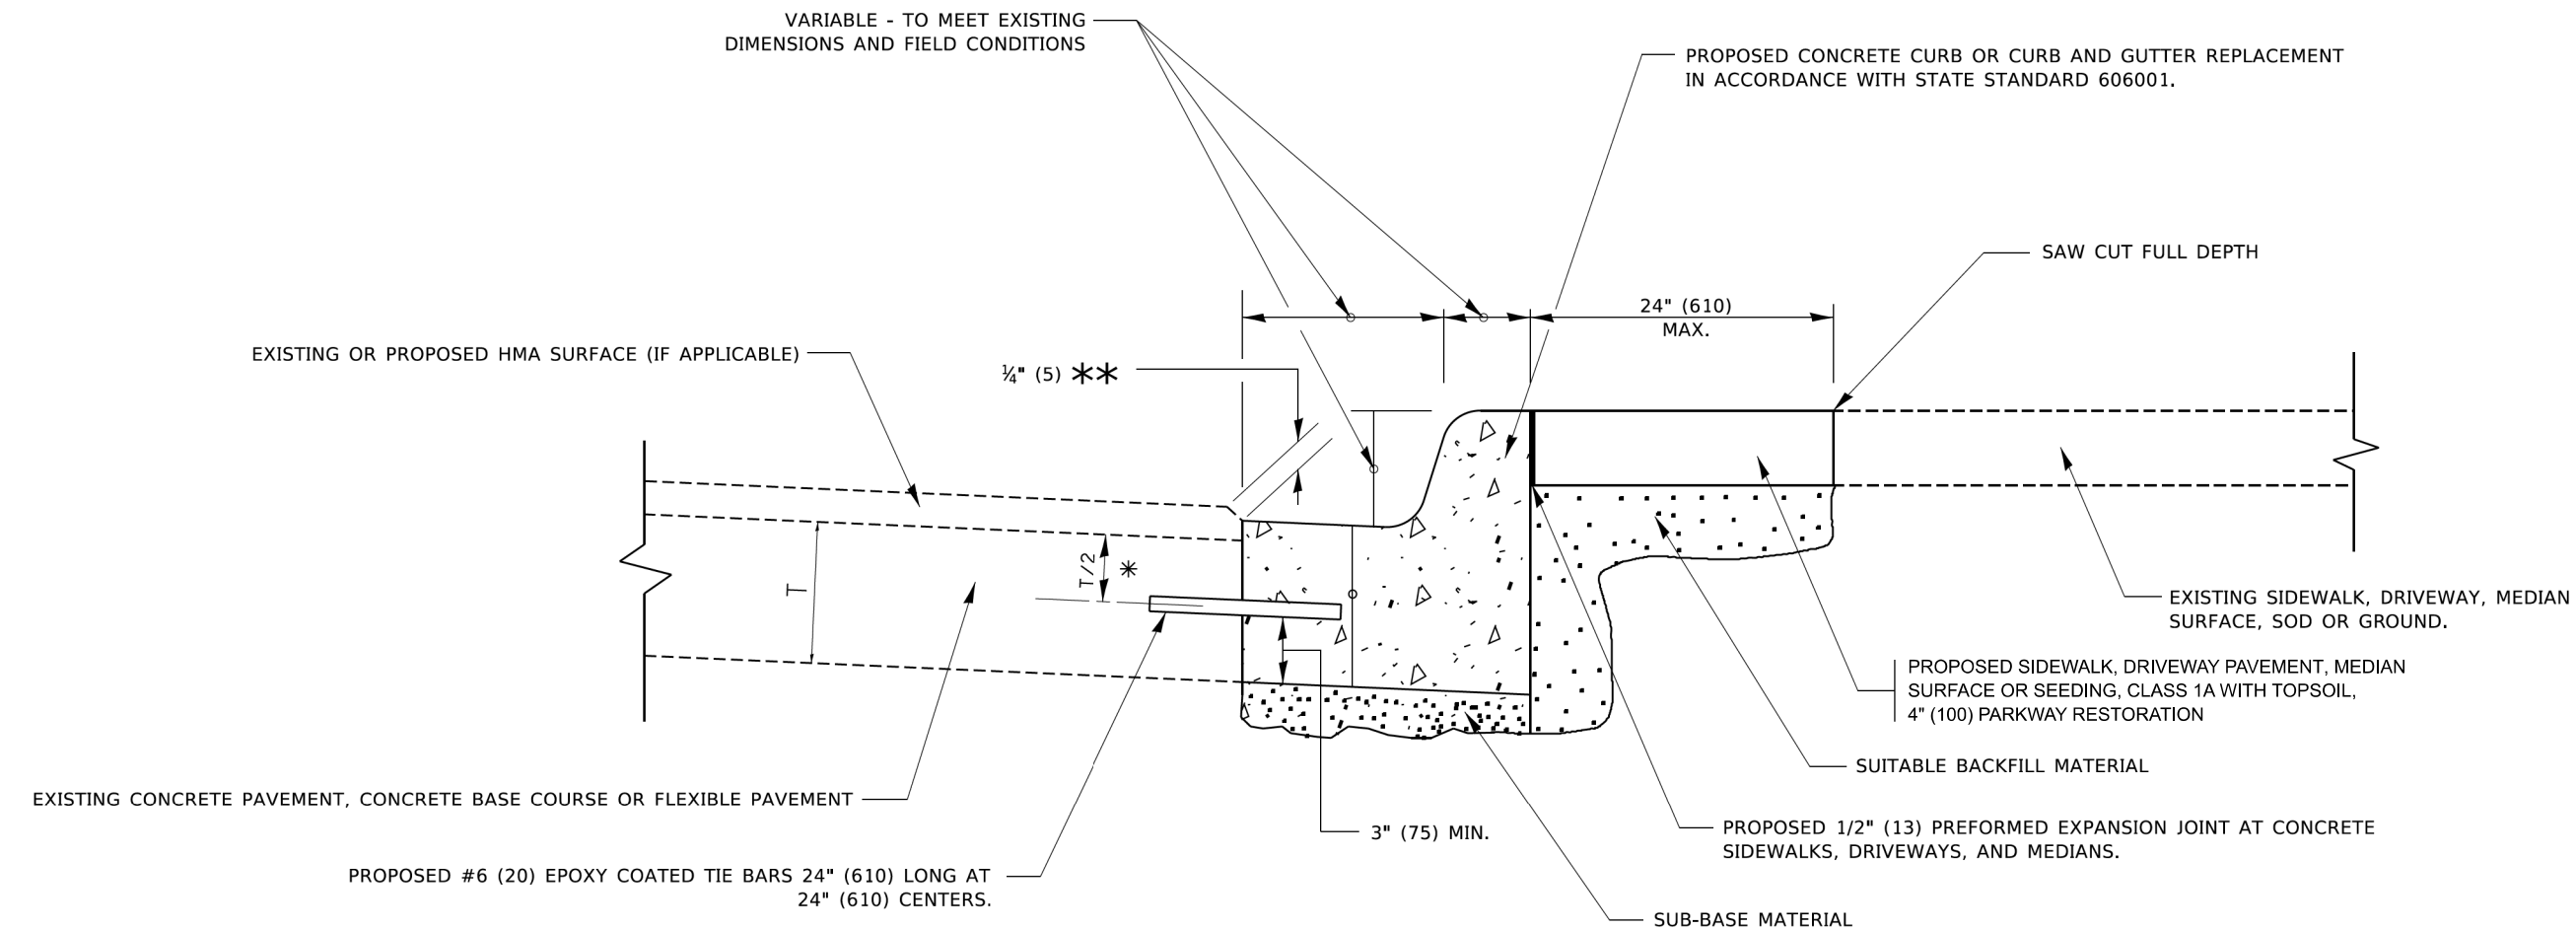 VARIABLE - TO MEET EXISTING
DIMENSIONS AND FIELD CONDITIONS
PROPOSED CONCRETE CURB OR CURB AND GUTTER REPLACEMENT
IN ACCORDANCE WITH STATE STANDARD 606001.
SAW CUT FULL DEPTH
24" (610)
MAX.
EXISTING OR PROPOSED HMA SURFACE (IF APPLICABLE)
¼" (5) **
T
T/2
*
EXISTING SIDEWALK, DRIVEWAY, MEDIAN
SURFACE, SOD OR GROUND.
PROPOSED SIDEWALK, DRIVEWAY PAVEMENT, MEDIAN
SURFACE OR SEEDING, CLASS 1A WITH TOPSOIL,
4" (100) PARKWAY RESTORATION
SUITABLE BACKFILL MATERIAL
EXISTING CONCRETE PAVEMENT, CONCRETE BASE COURSE OR FLEXIBLE PAVEMENT
3" (75) MIN.
PROPOSED 1/2" (13) PREFORMED EXPANSION JOINT AT CONCRETE
SIDEWALKS, DRIVEWAYS, AND MEDIANS.
PROPOSED #6 (20) EPOXY COATED TIE BARS 24" (610) LONG AT
24" (610) CENTERS.
SUB-BASE MATERIAL